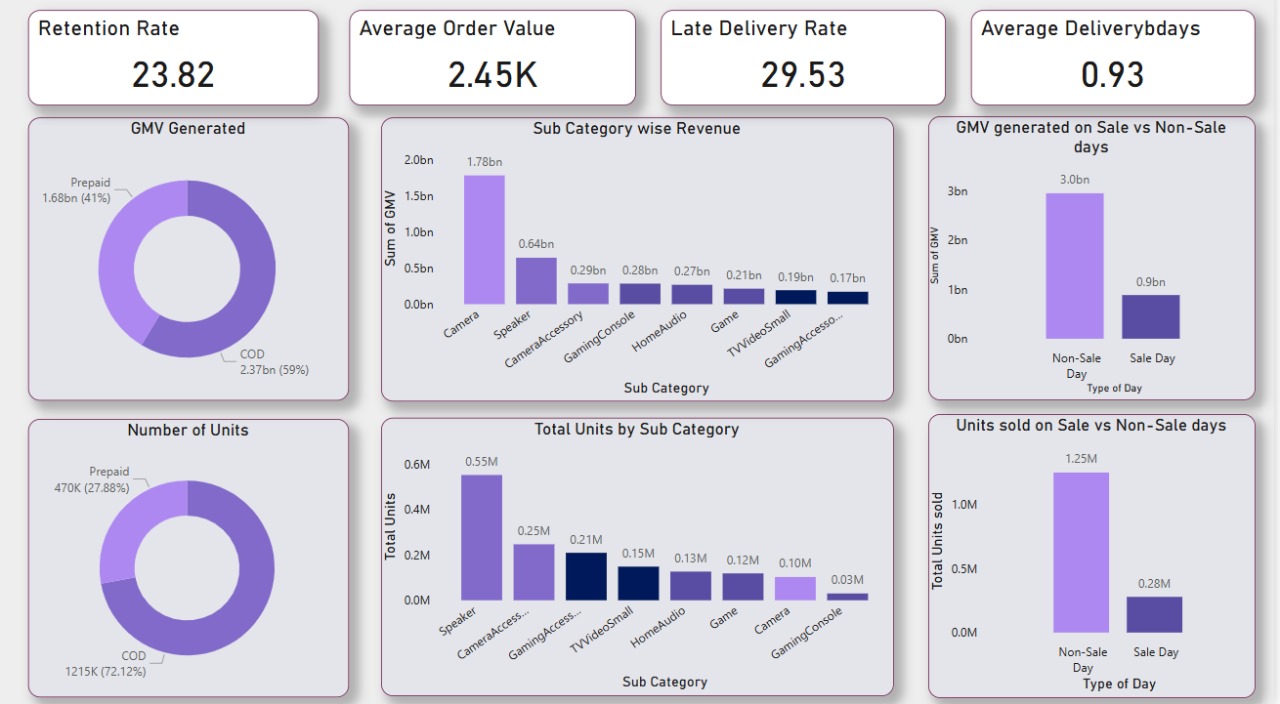 Retention Rate
23.82
Average Order Value
2.45K
Late Delivery Rate
29.53
Average Deliverybdays
0.93
GMV Generated
Prepaid
1.68bn (41%)
COD
2.37bn (59%)
Sub Category wise Revenue
Sum of GMV
2.0bn
1.5bn
1.0bn
0.5bn
0.0bn
1.78bn
0.64bn
0.29bn
0.28bn
0.27bn
0.21bn
0.19bn
0.17bn
Camera
Speaker
CameraAccessory
GamingConsole
HomeAudio
Game
TVVideoSmall
GamingAccesso...
Sub Category
GMV generated on Sale vs Non-Sale
days
Sum of GMV
3bn
2bn
1bn
0bn
3.0bn
0.9bn
Non-Sale
Day
Sale Day
Type of Day
Number of Units
Prepaid
470K (27.88%)
COD
1215K (72.12%)
Total Units by Sub Category
Total Units
0.6M
0.4M
0.2M
0.0M
0.55M
0.25M
0.21M
0.15M
0.13M
0.12M
0.10M
0.03M
Speaker
CameraAccess...
GamingAccess...
TVVideoSmall
HomeAudio
Game
Camera
GamingConsole
Sub Category
Units sold on Sale vs Non-Sale days
Total Units sold
1.0M
0.5M
0.0M
1.25M
0.28M
Non-Sale
Day
Sale Day
Type of Day